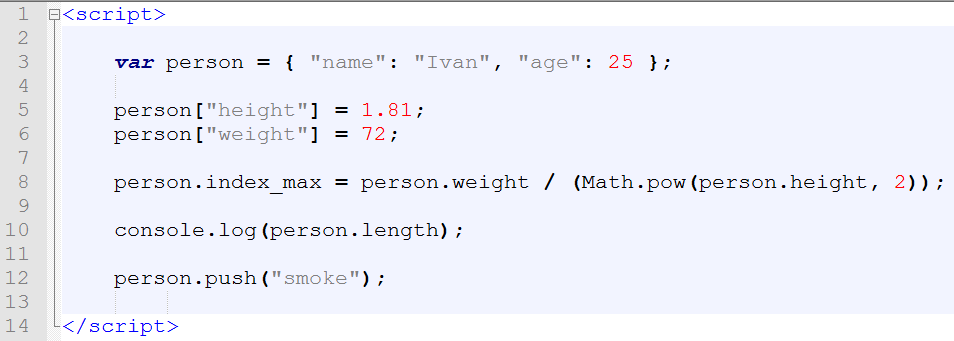 1 <script>
2
3 var person = { "name": "Ivan", "age": 25 };
4
5 person["height"] = 1.81;
6 person["weight"] = 72;
7
8 person.index_max = person.weight / (Math.pow(person.height, 2));
9
10 console.log(person.length);
11
12 person.push("smoke");
13
14 </script>